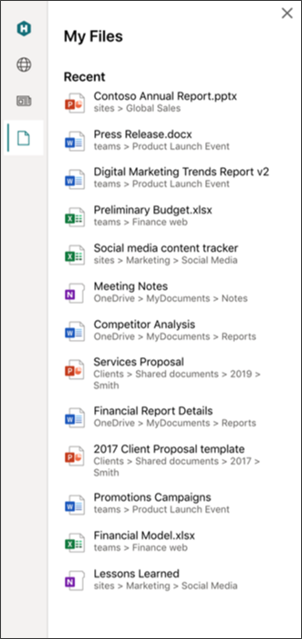 My Files
Recent
Contoso Annual Report.pptx
sites > Global Sales
Press Release.docx
teams > Product Launch Event
Digital Marketing Trends Report v2
teams > Product Launch Event
Preliminary Budget.xlsx
teams > Finance web
Social media content tracker
sites > Marketing > Social Media
Meeting Notes
OneDrive > MyDocuments > Notes
Competitor Analysis
OneDrive > MyDocuments > Reports
Services Proposal
Clients > Shared documents > 2019 >
Smith
Financial Report Details
OneDrive > MyDocuments > Reports
2017 Client Proposal template
Clients > Shared documents > 2017 >
Smith
Promotions Campaigns
teams > Product Launch Event
Financial Model.xlsx
teams > Finance web
Lessons Learned
sites > Marketing > Social Media